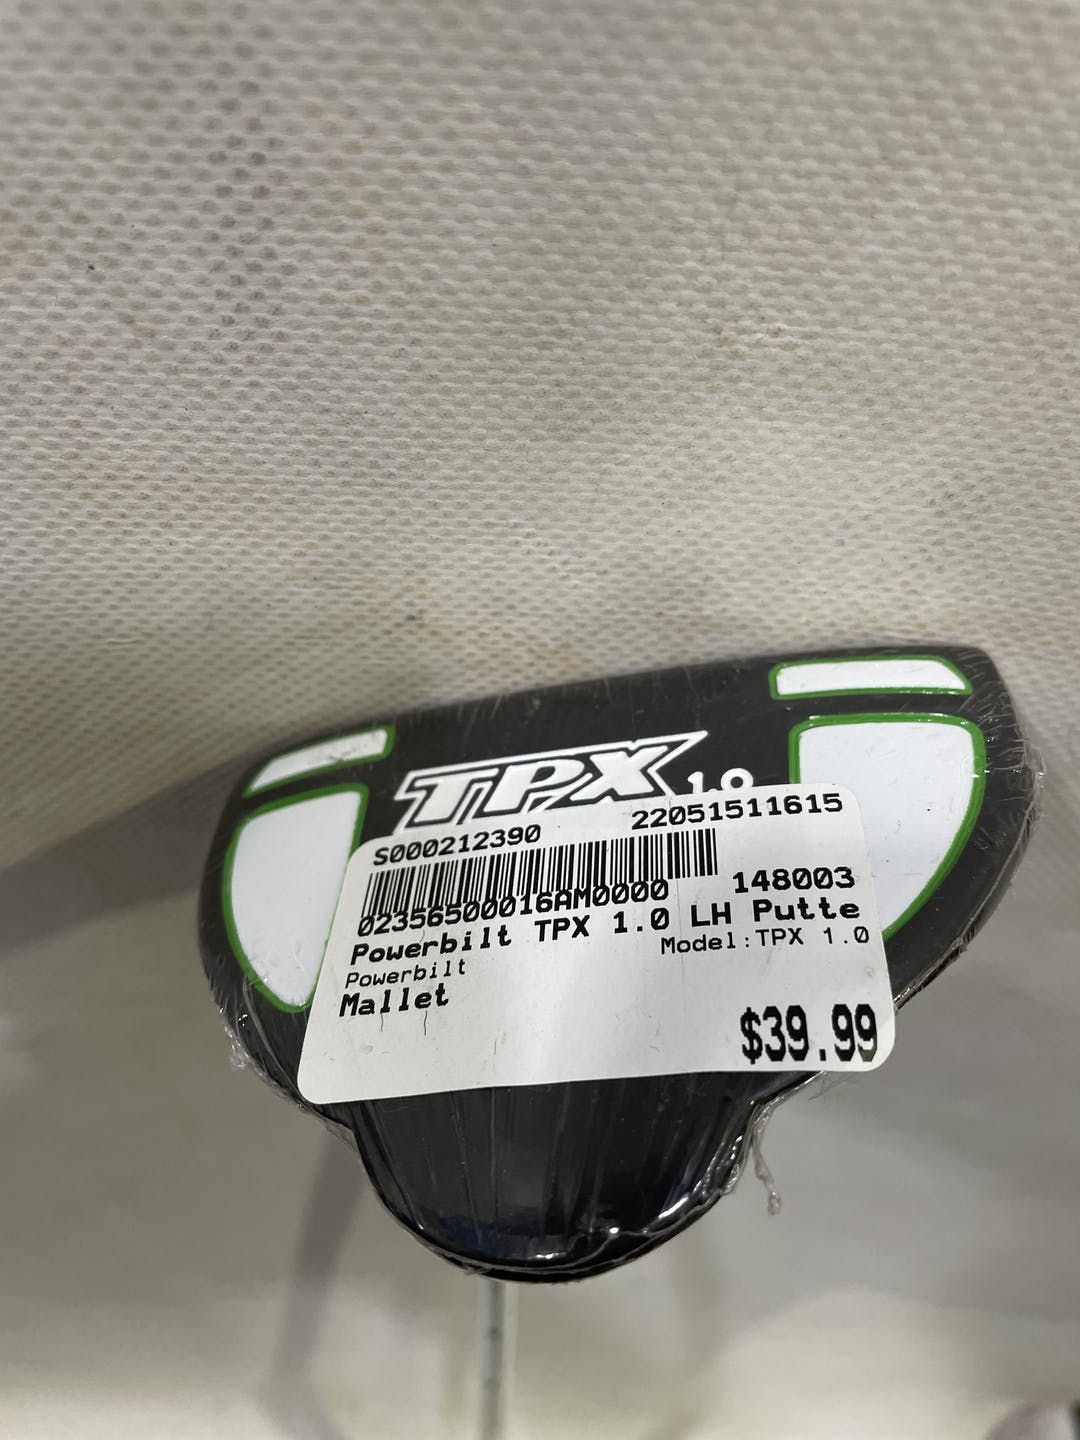 TPX 1.0
S000212390 22051511615
02356500016AM0000 148003
Powerbilt TPX 1.0 LH Putte
Powerbilt Model:TPX 1.0
Mallet
$39.99